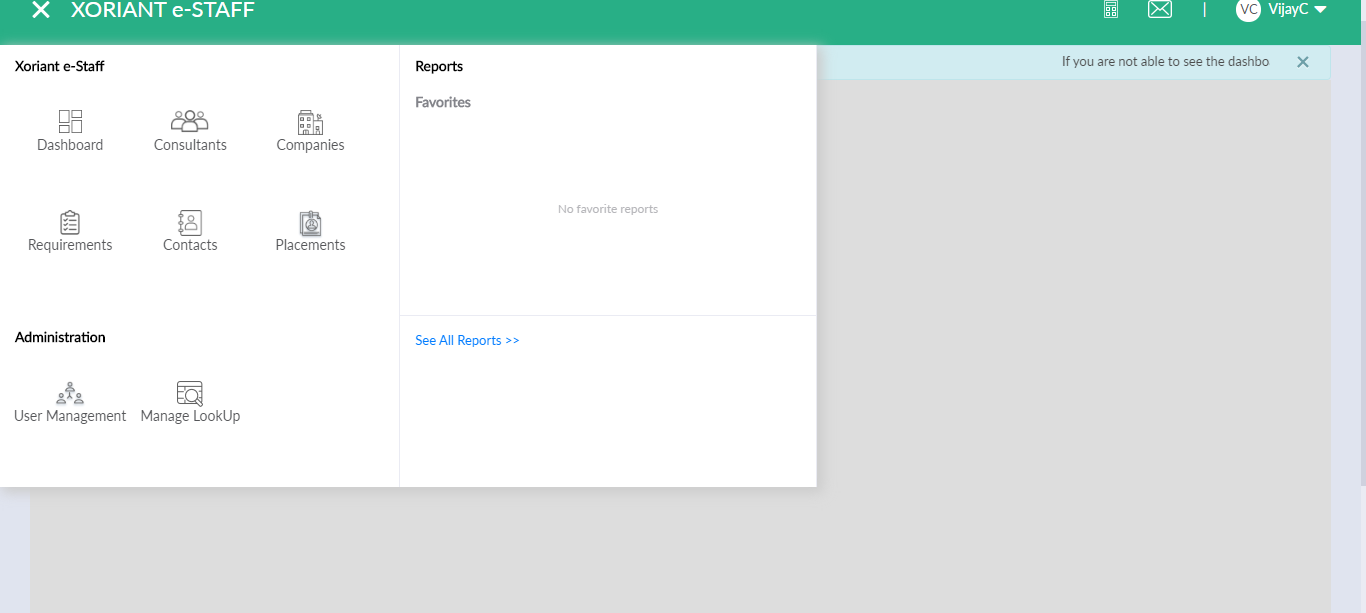 XORIANT e-STAFF
|
VC
VijayC
If you are not able to see the dashbo
Xoriant e-Staff
Dashboard
Consultants
Companies
Requirements
Contacts
Placements
Administration
User Management
Manage LookUp
Reports
Favorites
No favorite reports
See All Reports >>